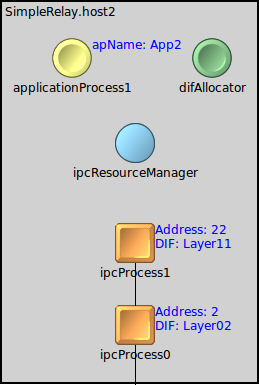 SimpleRelay.host2
apName: App2
applicationProcess1
difAllocator
ipcResourceManager
Address: 22
DIF: Layer11
ipcProcess1
Address: 2
DIF: Layer02
ipcProcess0